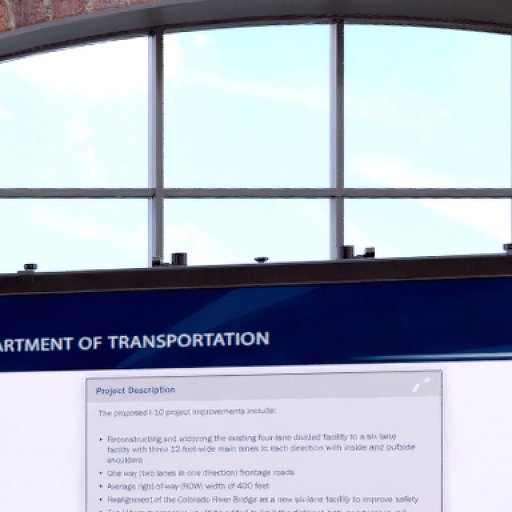 ARTMENT OF TRANSPORTATION
Project Description
The proposed I-10 project improvements include:
• Reconstructing and widening the existing four-lane divided facility to a six-lane
facility with three 12-foot-wide main lanes in each direction with inside and outside
shoulders
• One way (two lanes in one direction) frontage roads
• Average right-of-way (ROW) width of 400 feet
• Realignment of the Colorado River Bridge as a new six-lane facility to improve safety